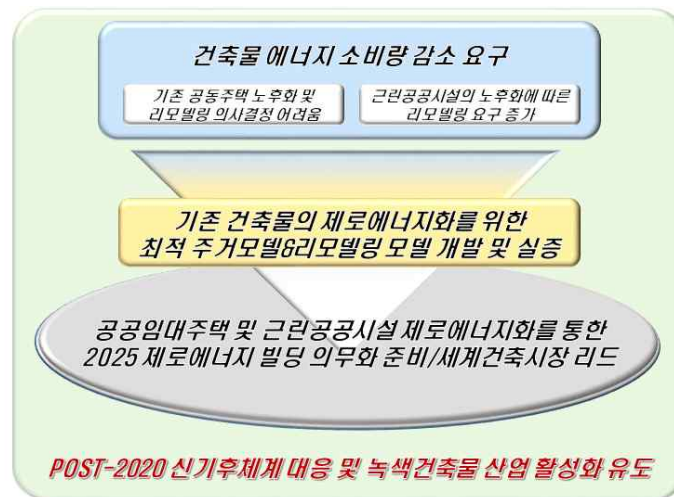 건축물 에너지 소비량 감소 요구
기존 공동주택 노후화 및
리모델링 의사결정 어려움
근린공공시설의 노후화에 따른
리모델링 요구 증가
기존 건축물의 제로에너지화를 위한
최적 주거모델&리모델링 모델 개발 및 실증
공공임대주택 및 근린공공시설 제로에너지화를 통한
2025 제로에너지 빌딩 의무화 준비/세계건축시장 리드
POST-2020 신기후체계 대응 및 녹색건축물 산업 활성화 유도